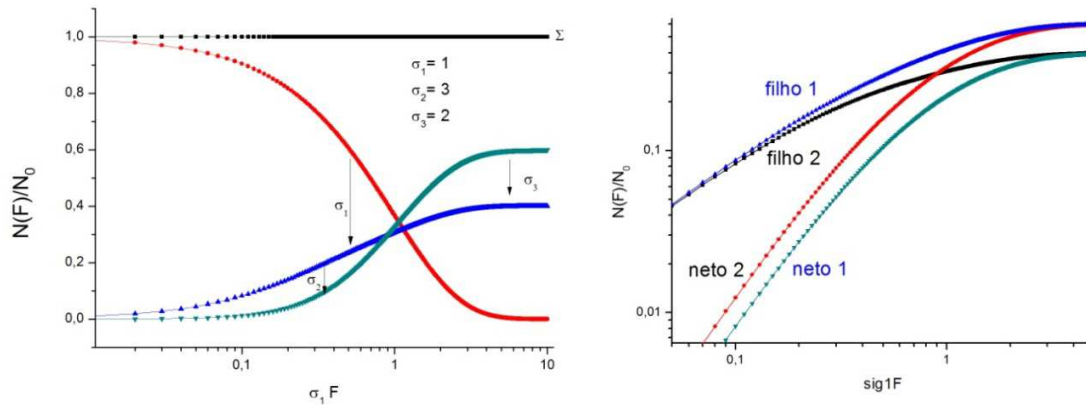 1,0
0,8
0,6
0,4
0,2
0,0
N(F)/N₀
Σ
σ₁= 1
σ₂= 3
σ₃= 2
σ₁
σ₂
σ₃
0,1
1
10
σ₁ F
N(F)/N₀
0,1
0,01
filho 1
filho 2
neto 2
neto 1
0,1
1
sig1F